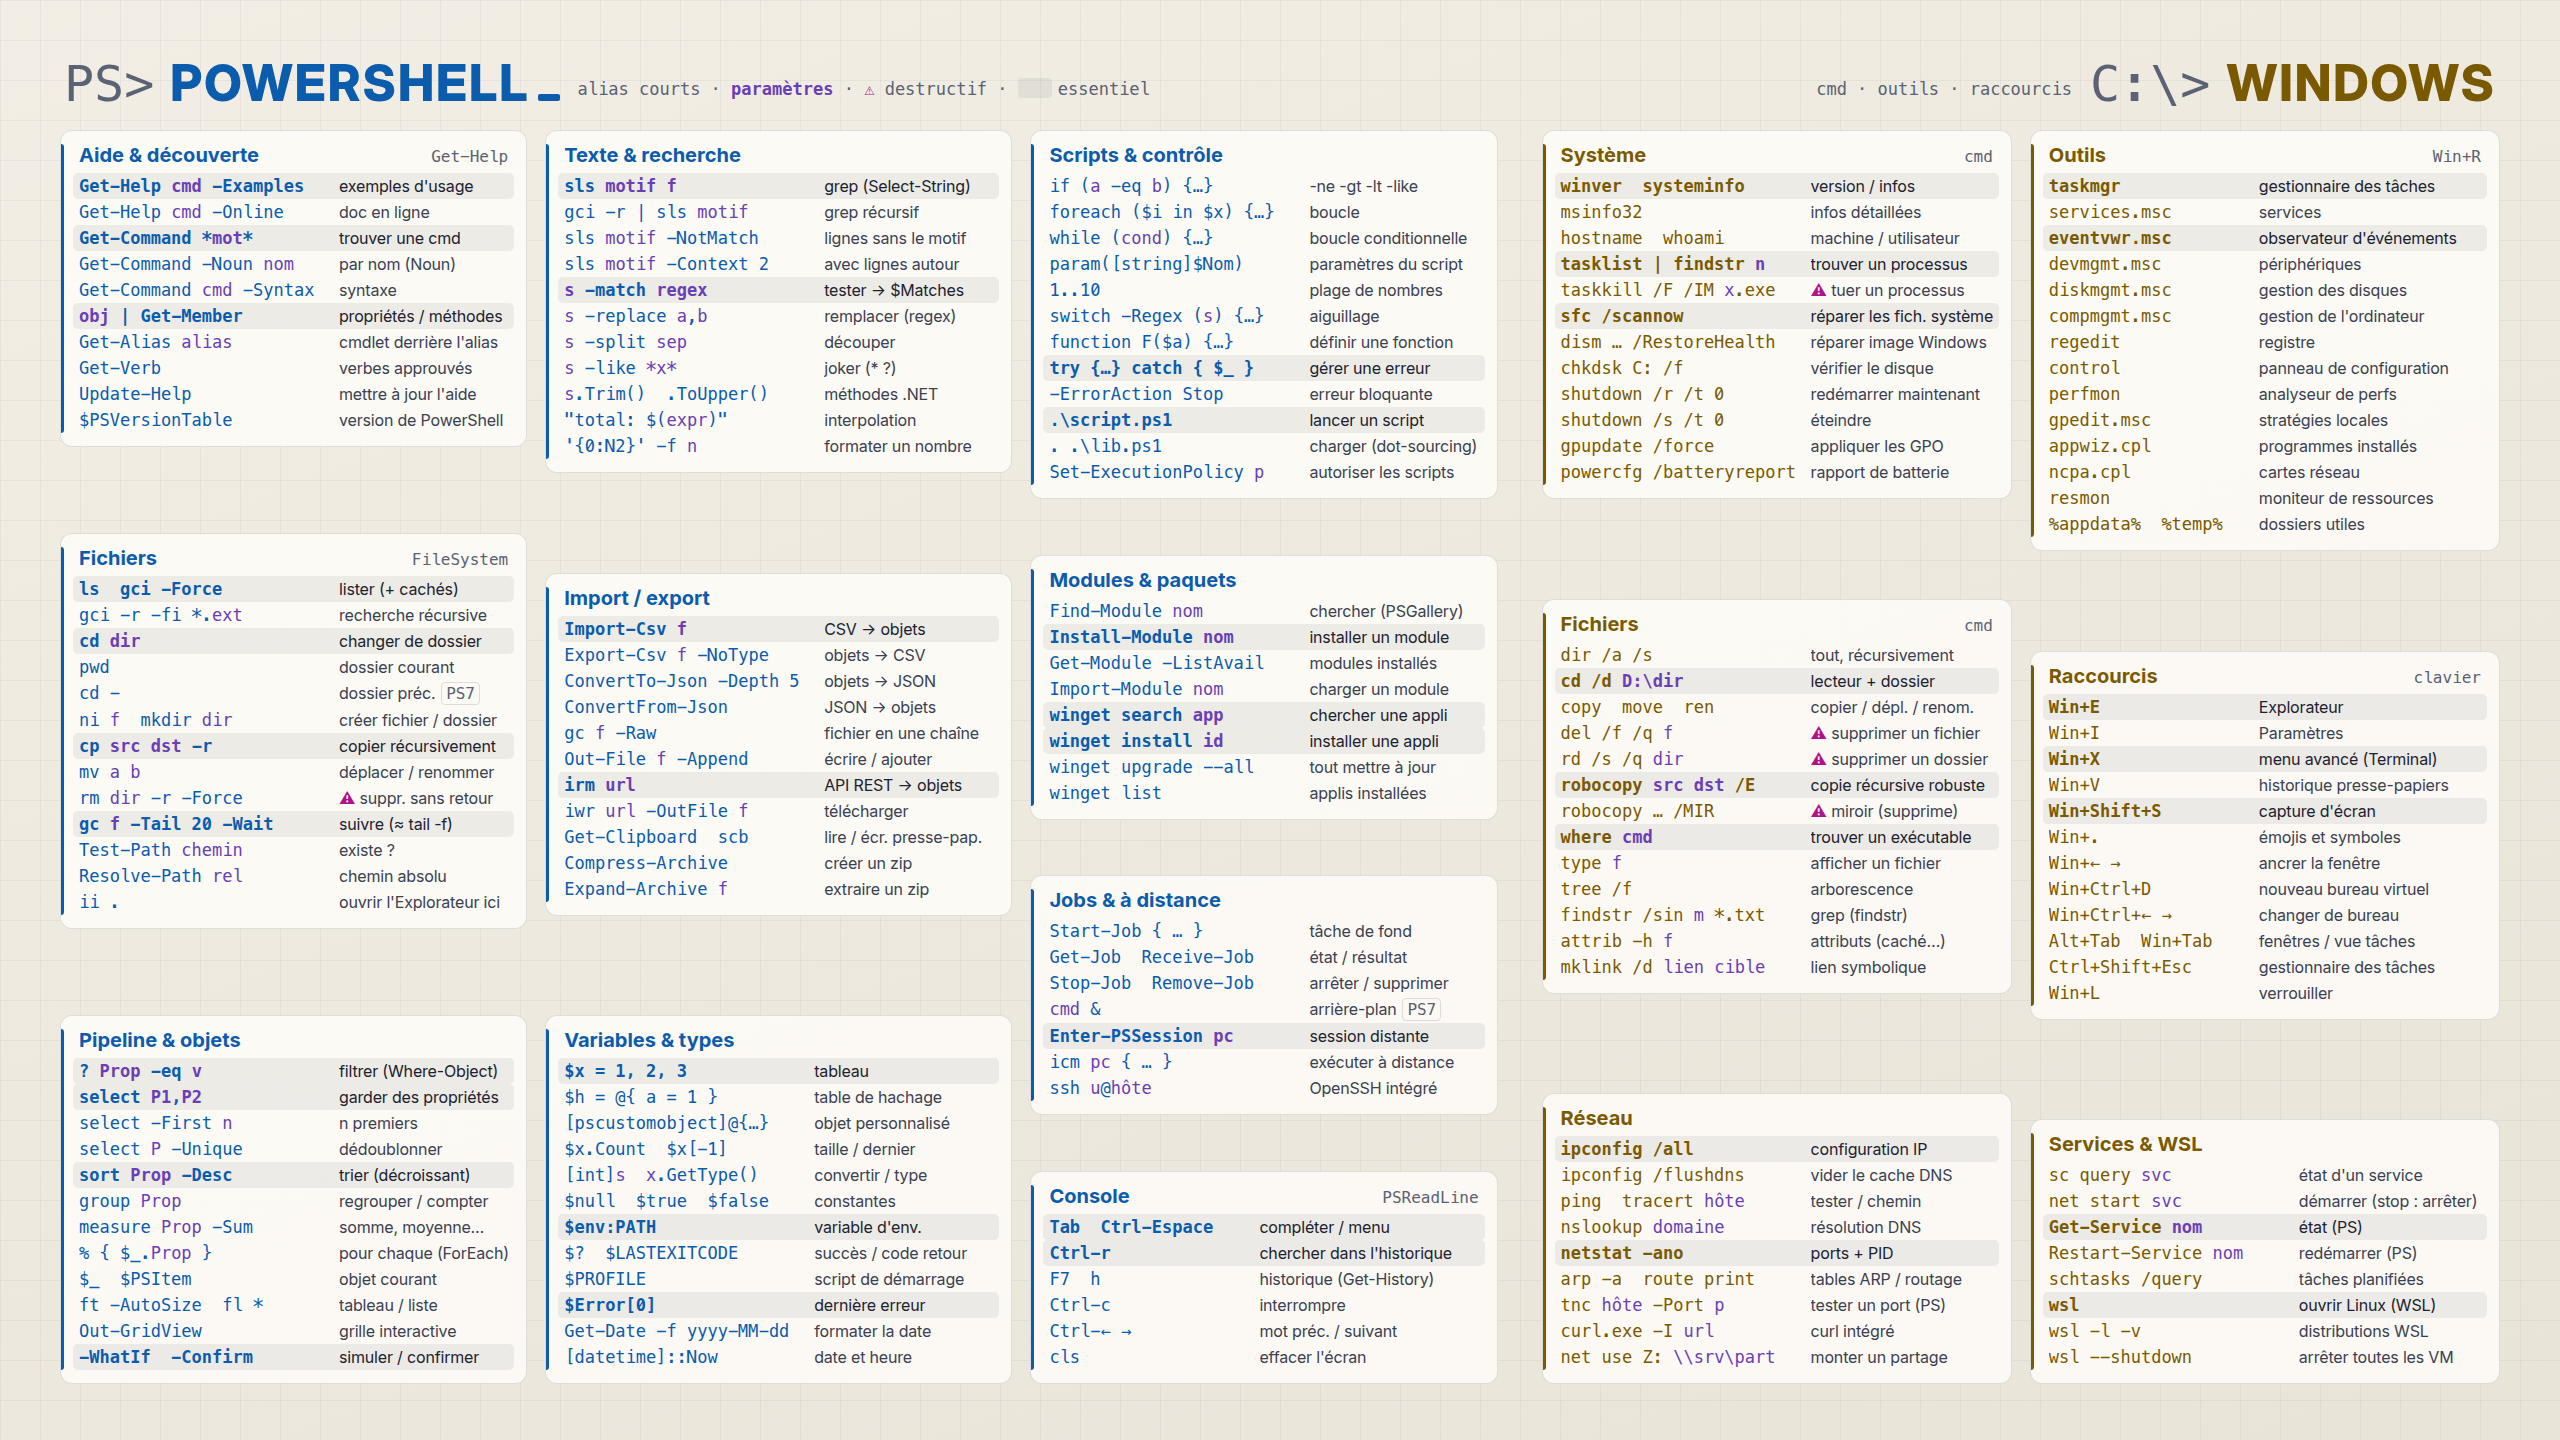 PS> POWERSHELL_ alias courts · paramètres · ⚠ destructif · essentiel
cmd · outils · raccourcis C:\> WINDOWS
Aide & découverte Get-Help
Get-Help cmd -Examples exemples d'usage
Get-Help cmd -Online doc en ligne
Get-Command *mot* trouver une cmd
Get-Command -Noun nom par nom (Noun)
Get-Command cmd -Syntax syntaxe
obj | Get-Member propriétés / méthodes
Get-Alias alias cmdlet derrière l'alias
Get-Verb verbes approuvés
Update-Help mettre à jour l'aide
$PSVersionTable version de PowerShell
Fichiers FileSystem
ls gci -Force lister (+ cachés)
gci -r -fi *.ext recherche récursive
cd dir changer de dossier
pwd dossier courant
cd - dossier préc. PS7
ni f mkdir dir créer fichier / dossier
cp src dst -r copier récursivement
mv a b déplacer / renommer
rm dir -r -Force ⚠ suppr. sans retour
gc f -Tail 20 -Wait suivre (≈ tail -f)
Test-Path chemin existe ?
Resolve-Path rel chemin absolu
ii . ouvrir l'Explorateur ici
Pipeline & objets
? Prop -eq v filtrer (Where-Object)
select P1,P2 garder des propriétés
select -First n n premiers
select P -Unique dédoublonner
sort Prop -Desc trier (décroissant)
group Prop regrouper / compter
measure Prop -Sum somme, moyenne…
% { $_.Prop } pour chaque (ForEach)
$_ $PSItem objet courant
ft -AutoSize fl * tableau / liste
Out-GridView grille interactive
-WhatIf -Confirm simuler / confirmer
Texte & recherche
sls motif f grep (Select-String)
gci -r | sls motif grep récursif
sls motif -NotMatch lignes sans le motif
sls motif -Context 2 avec lignes autour
s -match regex tester → $Matches
s -replace a,b remplacer (regex)
s -split sep découper
s -like *x* joker (* ?)
s.Trim() .ToUpper() méthodes .NET
"total: $(expr)" interpolation
'{0:N2}' -f n formater un nombre
Import / export
Import-Csv f CSV → objets
Export-Csv f -NoType objets → CSV
ConvertTo-Json -Depth 5 objets → JSON
ConvertFrom-Json JSON → objets
gc f -Raw fichier en une chaîne
Out-File f -Append écrire / ajouter
irm url API REST → objets
iwr url -OutFile f télécharger
Get-Clipboard scb lire / écr. presse-pap.
Compress-Archive créer un zip
Expand-Archive f extraire un zip
Variables & types
$x = 1, 2, 3 tableau
$h = @{ a = 1 } table de hachage
[pscustomobject]@{…} objet personnalisé
$x.Count $x[-1] taille / dernier
[int]s x.GetType() convertir / type
$null $true $false constantes
$env:PATH variable d'env.
$? $LASTEXITCODE succès / code retour
$PROFILE script de démarrage
$Error[0] dernière erreur
Get-Date -f yyyy-MM-dd formater la date
[datetime]::Now date et heure
Scripts & contrôle
if (a -eq b) {…} -ne -gt -lt -like
foreach ($i in $x) {…} boucle
while (cond) {…} boucle conditionnelle
param([string]$Nom) paramètres du script
1..10 plage de nombres
switch -Regex (s) {…} aiguillage
function F($a) {…} définir une fonction
try {…} catch { $_ } gérer une erreur
-ErrorAction Stop erreur bloquante
.\script.ps1 lancer un script
. .\lib.ps1 charger (dot-sourcing)
Set-ExecutionPolicy p autoriser les scripts
Modules & paquets
Find-Module nom chercher (PSGallery)
Install-Module nom installer un module
Get-Module -ListAvail modules installés
Import-Module nom charger un module
winget search app chercher une appli
winget install id installer une appli
winget upgrade --all tout mettre à jour
winget list applis installées
Jobs & à distance
Start-Job { … } tâche de fond
Get-Job Receive-Job état / résultat
Stop-Job Remove-Job arrêter / supprimer
cmd & arrière-plan PS7
Enter-PSSession pc session distante
icm pc { … } exécuter à distance
ssh u@hôte OpenSSH intégré
Console PSReadLine
Tab Ctrl-Espace compléter / menu
Ctrl-r chercher dans l'historique
F7 h historique (Get-History)
Ctrl-c interrompre
Ctrl-← → mot préc. / suivant
cls effacer l'écran
Système cmd
winver systeminfo version / infos
msinfo32 infos détaillées
hostname whoami machine / utilisateur
tasklist | findstr n trouver un processus
taskkill /F /IM x.exe ⚠ tuer un processus
sfc /scannow réparer les fich. système
dism … /RestoreHealth réparer image Windows
chkdsk C: /f vérifier le disque
shutdown /r /t 0 redémarrer maintenant
shutdown /s /t 0 éteindre
gpupdate /force appliquer les GPO
powercfg /batteryreport rapport de batterie
Fichiers cmd
dir /a /s tout, récursivement
cd /d D:\dir lecteur + dossier
copy move ren copier / dépl. / renom.
del /f /q f ⚠ supprimer un fichier
rd /s /q dir ⚠ supprimer un dossier
robocopy src dst /E copie récursive robuste
robocopy … /MIR ⚠ miroir (supprime)
where cmd trouver un exécutable
type f afficher un fichier
tree /f arborescence
findstr /sin m *.txt grep (findstr)
attrib -h f attributs (caché…)
mklink /d lien cible lien symbolique
Réseau
ipconfig /all configuration IP
ipconfig /flushdns vider le cache DNS
ping tracert hôte tester / chemin
nslookup domaine résolution DNS
netstat -ano ports + PID
arp -a route print tables ARP / routage
tnc hôte -Port p tester un port (PS)
curl.exe -I url curl intégré
net use Z: \\srv\part monter un partage
Outils Win+R
taskmgr gestionnaire des tâches
services.msc services
eventvwr.msc observateur d'événements
devmgmt.msc périphériques
diskmgmt.msc gestion des disques
compmgmt.msc gestion de l'ordinateur
regedit registre
control panneau de configuration
perfmon analyseur de perfs
gpedit.msc stratégies locales
appwiz.cpl programmes installés
ncpa.cpl cartes réseau
resmon moniteur de ressources
%appdata% %temp% dossiers utiles
Raccourcis clavier
Win+E Explorateur
Win+I Paramètres
Win+X menu avancé (Terminal)
Win+V historique presse-papiers
Win+Shift+S capture d'écran
Win+. émojis et symboles
Win+← → ancrer la fenêtre
Win+Ctrl+D nouveau bureau virtuel
Win+Ctrl+← → changer de bureau
Alt+Tab Win+Tab fenêtres / vue tâches
Ctrl+Shift+Esc gestionnaire des tâches
Win+L verrouiller
Services & WSL
sc query svc état d'un service
net start svc démarrer (stop : arrêter)
Get-Service nom état (PS)
Restart-Service nom redémarrer (PS)
schtasks /query tâches planifiées
wsl ouvrir Linux (WSL)
wsl -l -v distributions WSL
wsl --shutdown arrêter toutes les VM